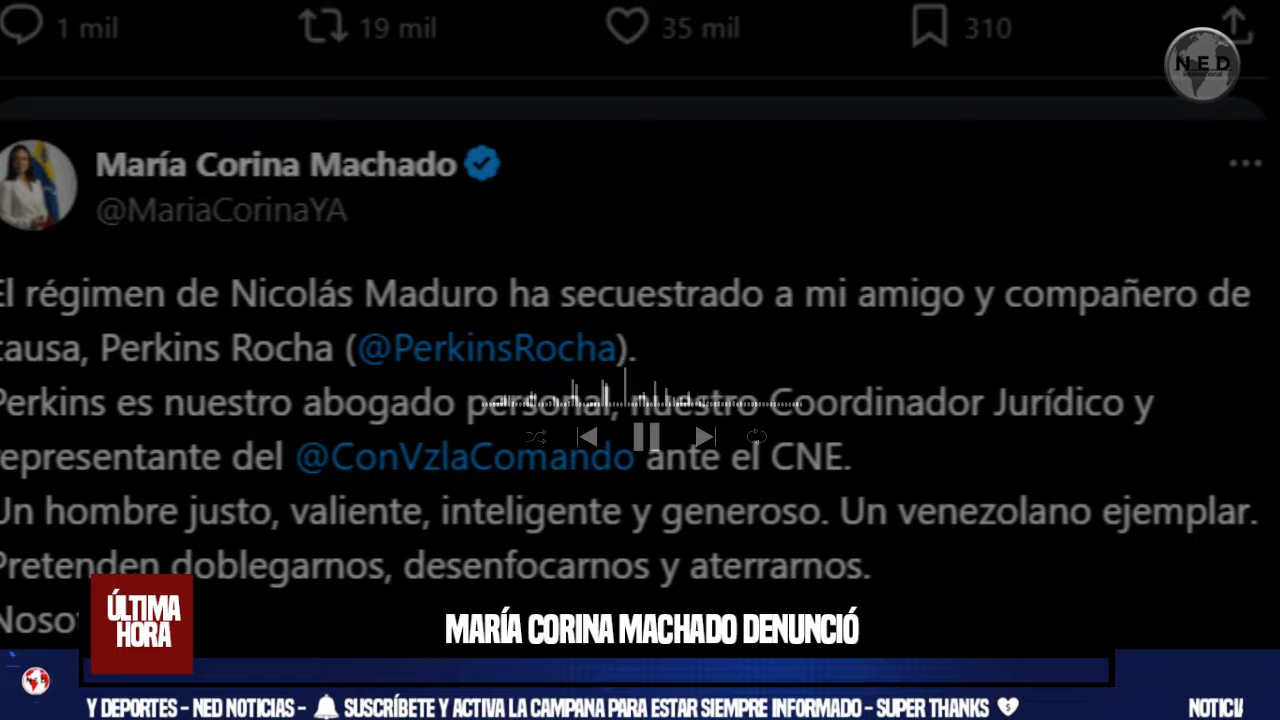 1 mil 19 mil 35 mil 310
NED
international
María Corina Machado
@MariaCorinaYA
El régimen de Nicolás Maduro ha secuestrado a mi amigo y compañero de
causa, Perkins Rocha (@PerkinsRocha).
Perkins es nuestro abogado personal, nuestro Coordinador Jurídico y
representante del @ConVzlaComando ante el CNE.
Un hombre justo, valiente, inteligente y generoso. Un venezolano ejemplar.
Pretenden doblegarnos, desenfocarnos y aterrarnos.
ÚLTIMA
HORA
MARÍA CORINA MACHADO DENUNCIÓ
Y DEPORTES - NED NOTICIAS - SUSCRÍBETE Y ACTIVA LA CAMPANA PARA ESTAR SIEMPRE INFORMADO - SUPER THANKS